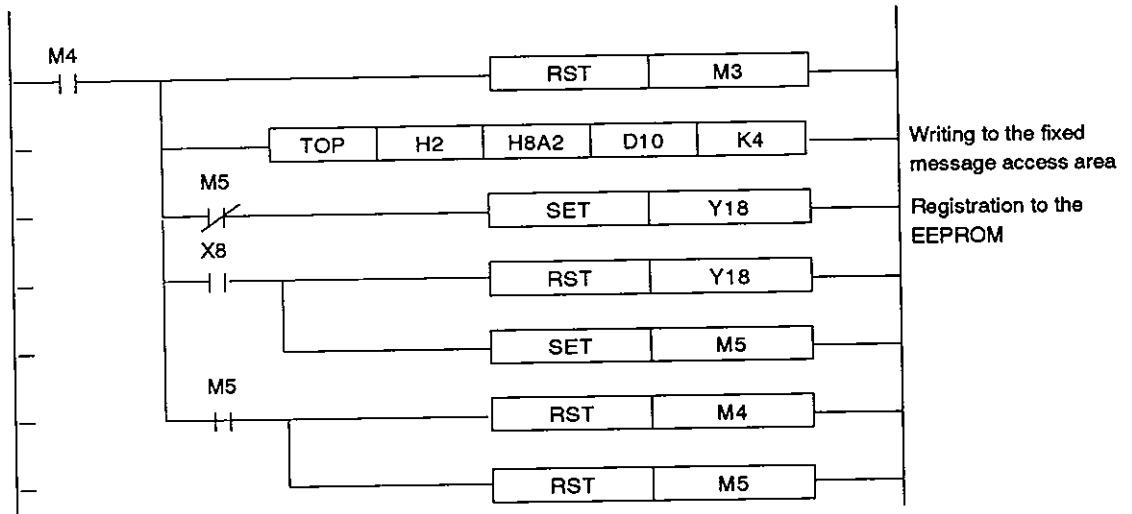 M4
RST M3
TOP H2 H8A2 D10 K4
Writing to the fixed
message access area
M5
SET Y18
Registration to the
EEPROM
X8
RST Y18
SET M5
M5
RST M4
RST M5